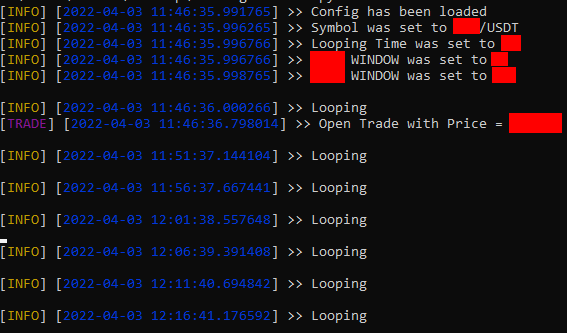 [INFO] [2022-04-03 11:46:35.991765] >> Config has been loaded
[INFO] [2022-04-03 11:46:35.996265] >> Symbol was set to /USDT
[INFO] [2022-04-03 11:46:35.996766] >> Looping Time was set to
[INFO] [2022-04-03 11:46:35.996766] >> WINDOW was set to
[INFO] [2022-04-03 11:46:35.998765] >> WINDOW was set to
[INFO] [2022-04-03 11:46:36.000266] >> Looping
[TRADE] [2022-04-03 11:46:36.798014] >> Open Trade with Price =
[INFO] [2022-04-03 11:51:37.144104] >> Looping
[INFO] [2022-04-03 11:56:37.667441] >> Looping
[INFO] [2022-04-03 12:01:38.557648] >> Looping
[INFO] [2022-04-03 12:06:39.391408] >> Looping
[INFO] [2022-04-03 12:11:40.694842] >> Looping
[INFO] [2022-04-03 12:16:41.176592] >> Looping